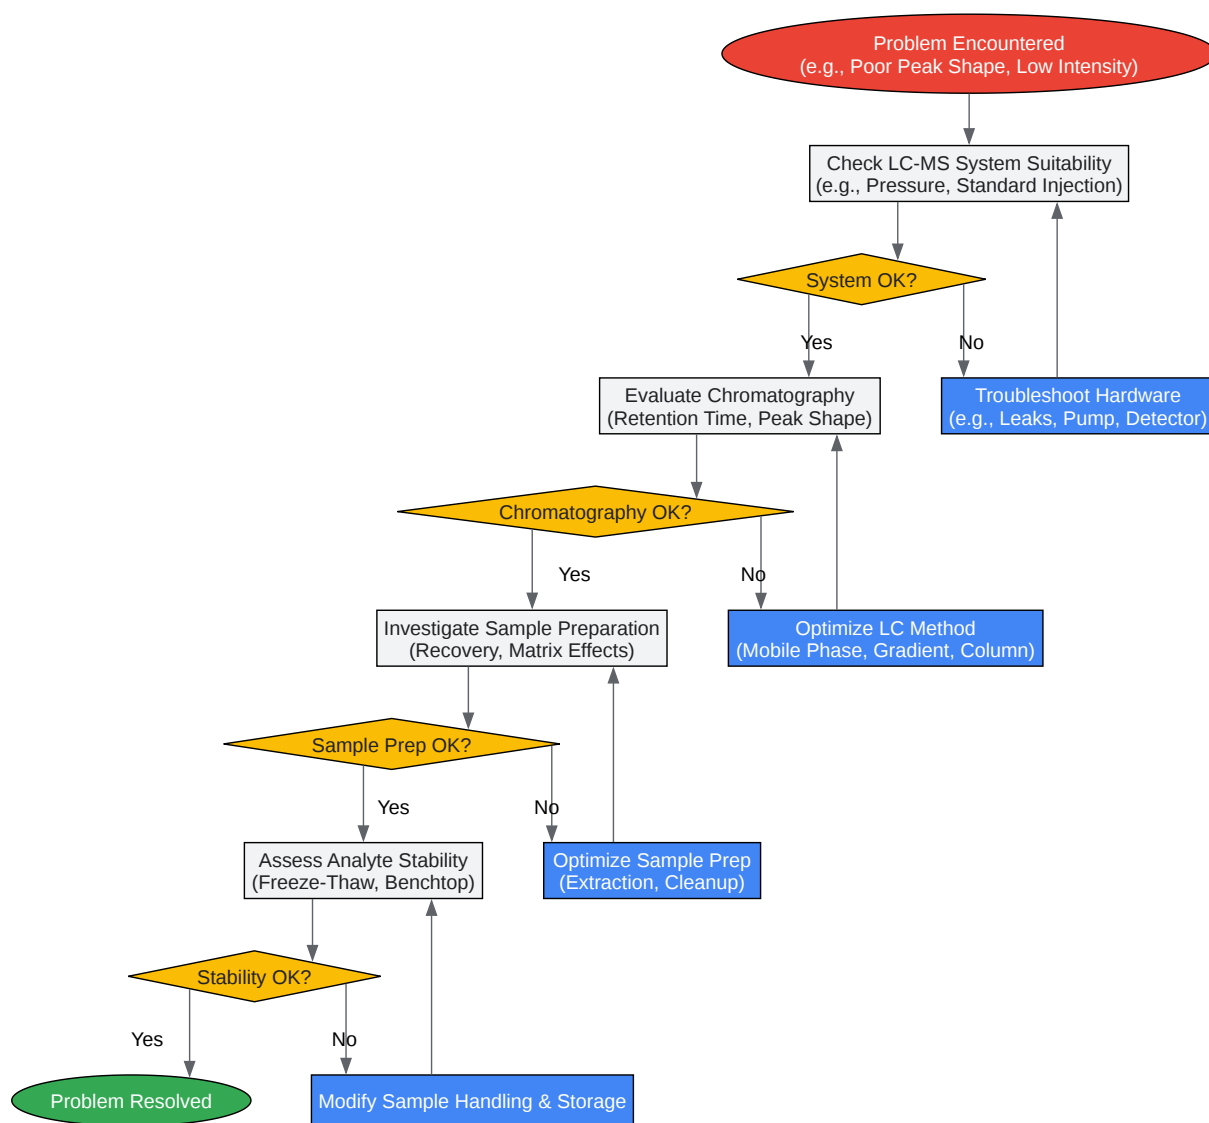 Problem Encountered
(e.g., Poor Peak Shape, Low Intensity)
Check LC-MS System Suitability
(e.g., Pressure, Standard Injection)
System OK?
Yes
No
Evaluate Chromatography
(Retention Time, Peak Shape)
Troubleshoot Hardware
(e.g., Leaks, Pump, Detector)
Chromatography OK?
Yes
No
Investigate Sample Preparation
(Recovery, Matrix Effects)
Optimize LC Method
(Mobile Phase, Gradient, Column)
Sample Prep OK?
Yes
No
Assess Analyte Stability
(Freeze-Thaw, Benchtop)
Optimize Sample Prep
(Extraction, Cleanup)
Stability OK?
Yes
No
Problem Resolved
Modify Sample Handling & Storage